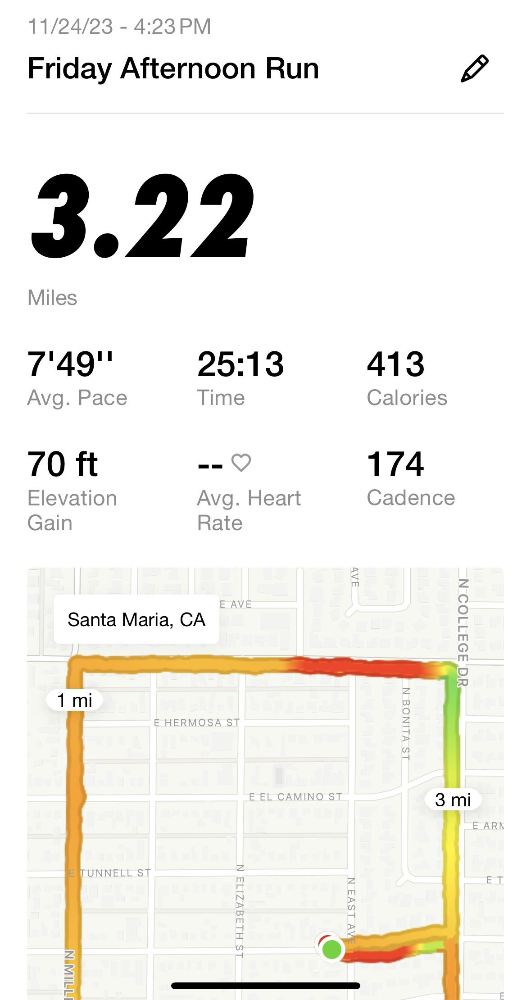 11/24/23 - 4:23 PM
Friday Afternoon Run
3.22
Miles
7'49''
25:13
413
Avg. Pace
Time
Calories
70 ft
--
174
Elevation
Gain
Avg. Heart
Rate
Cadence
AVE
N COLLEGE DR
E AVE
Santa Maria, CA
1 mi
N BONITA ST
E HERMOSA ST
E EL CAMINO ST
3 mi
E ARM
E TUNNELL ST
N ELIZABETH ST
N EAST AVE
E T
N MILL
E